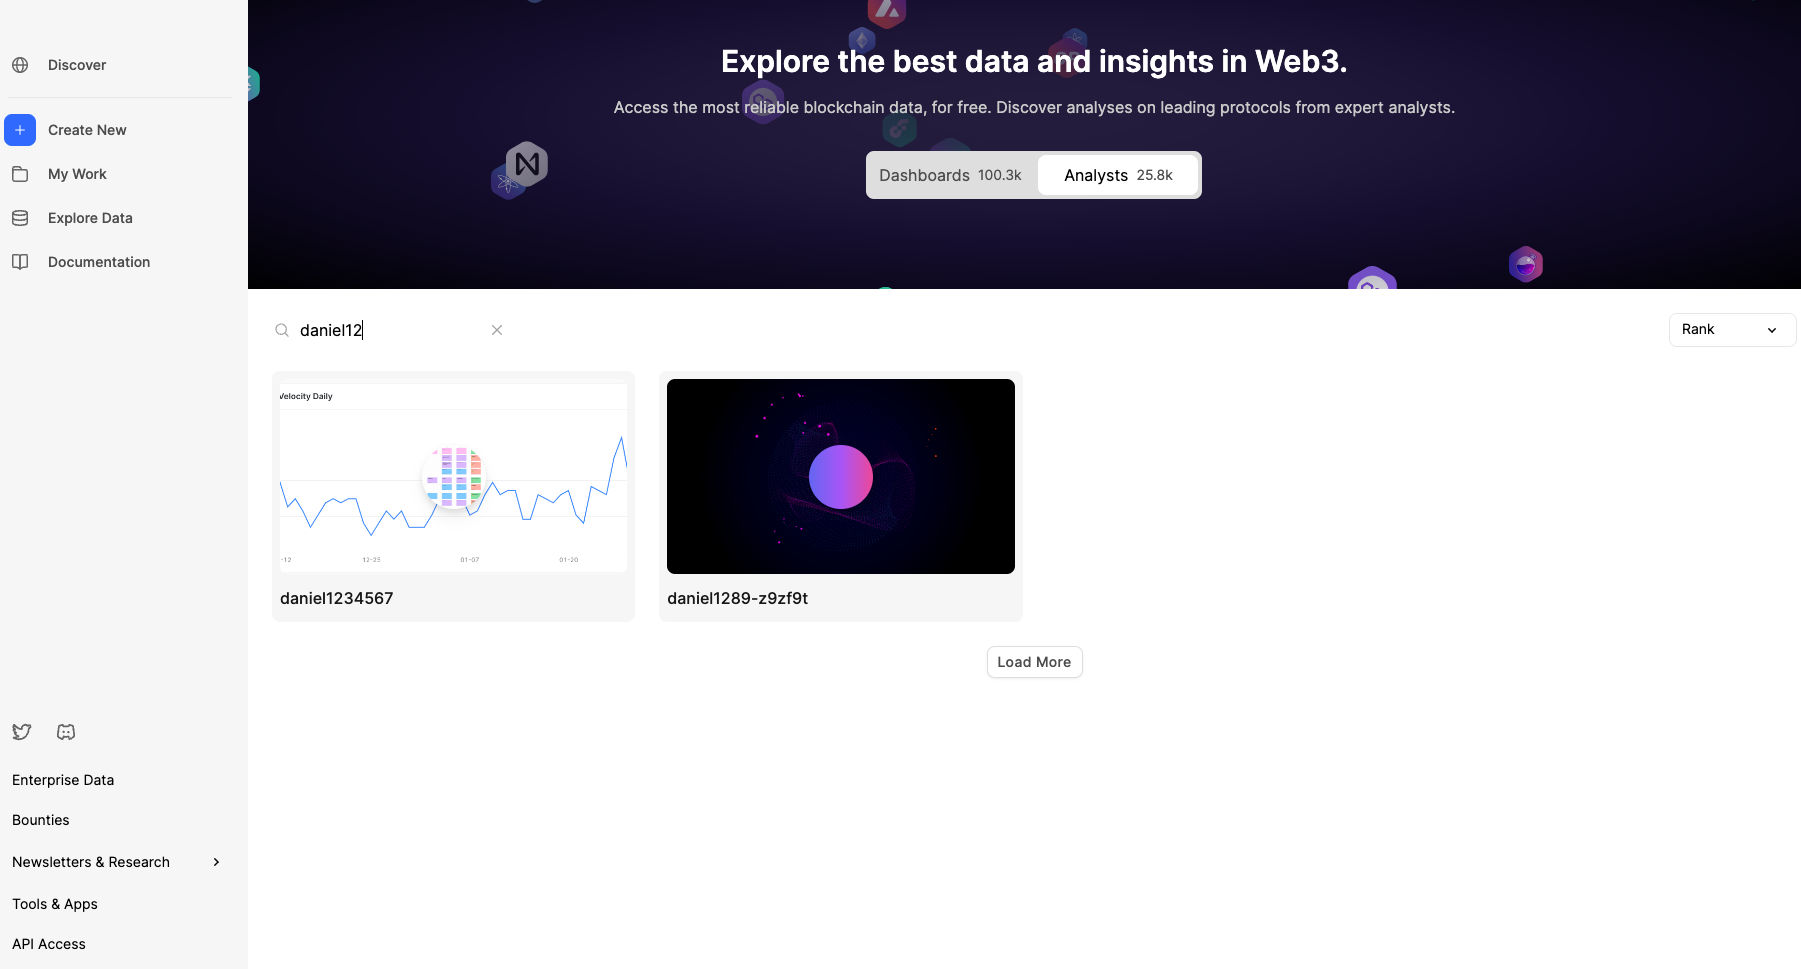 Discover
Create New
My Work
Explore Data
Documentation
Enterprise Data
Bounties
Newsletters & Research
Tools & Apps
API Access
Explore the best data and insights in Web3.
Access the most reliable blockchain data, for free. Discover analyses on leading protocols from expert analysts.
Dashboards 100.3k Analysts 25.8k
daniel12
Rank
Velocity Daily
-12 12-25 01-07 01-20
daniel1234567
daniel1289-z9zf9t
Load More